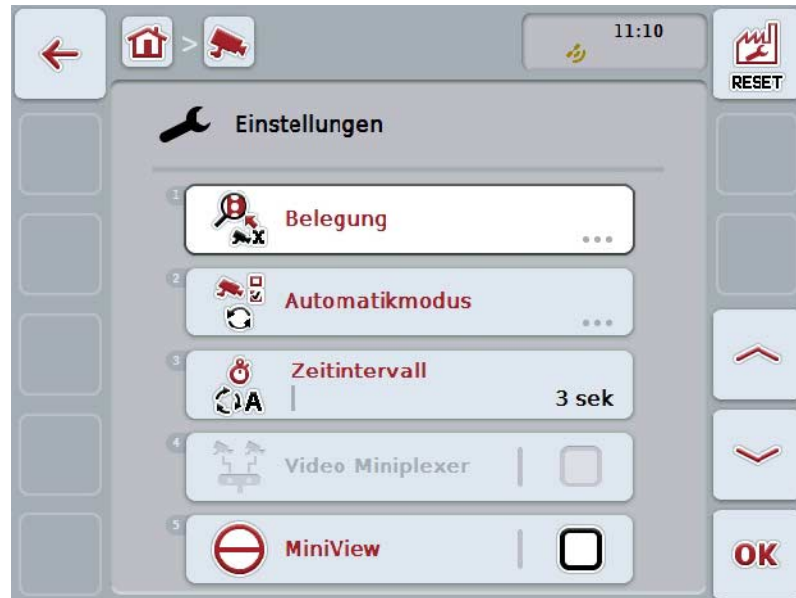 11:10
RESET
Einstellungen
1
Belegung
...
2
Automatikmodus
...
3
Zeitintervall
A
3 sek
4
Video Miniplexer
5
MiniView
OK